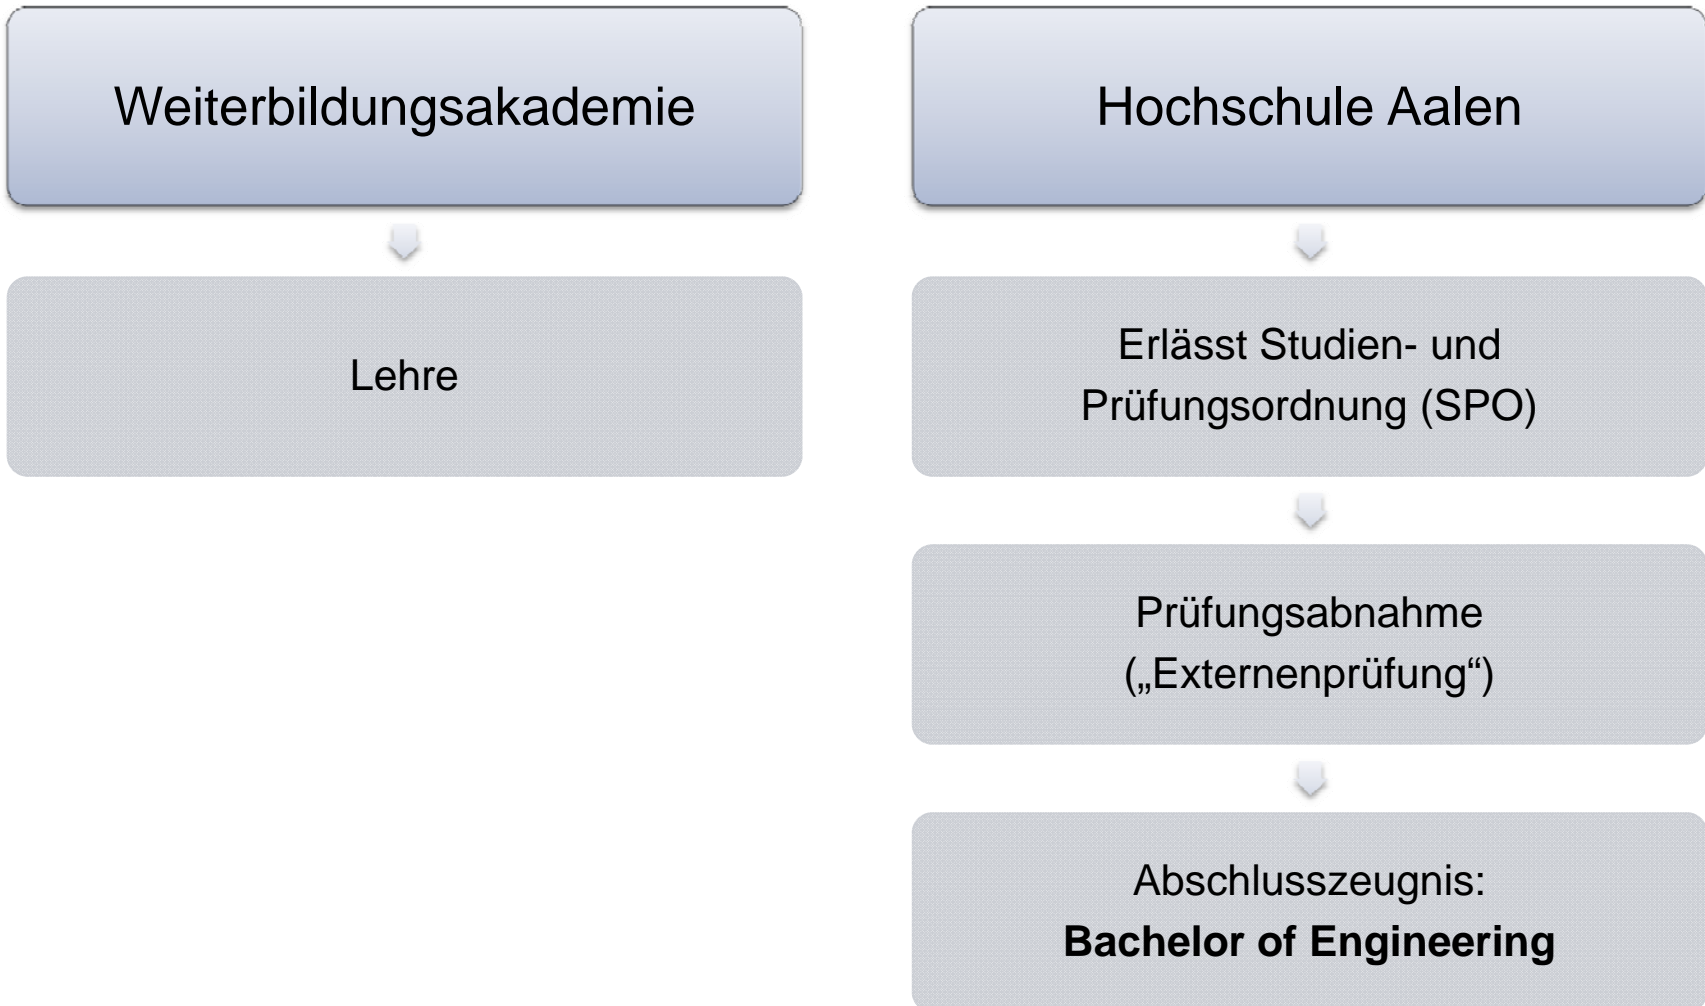 Weiterbildungsakademie
Lehre
Hochschule Aalen
Erlässt Studien- und
Prüfungsordnung (SPO)
Prüfungsabnahme
(„Externenprüfung“)
Abschlusszeugnis:
Bachelor of Engineering